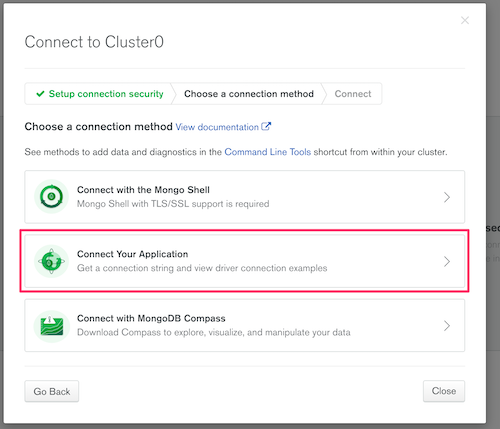 Connect to Cluster0
Setup connection security
Choose a connection method
Connect
Choose a connection method View documentation
See methods to add data and diagnostics in the Command Line Tools shortcut from within your cluster.
Connect with the Mongo Shell
Mongo Shell with TLS/SSL support is required
Connect Your Application
Get a connection string and view driver connection examples
Connect with MongoDB Compass
Download Compass to explore, visualize, and manipulate your data
Go Back
Close